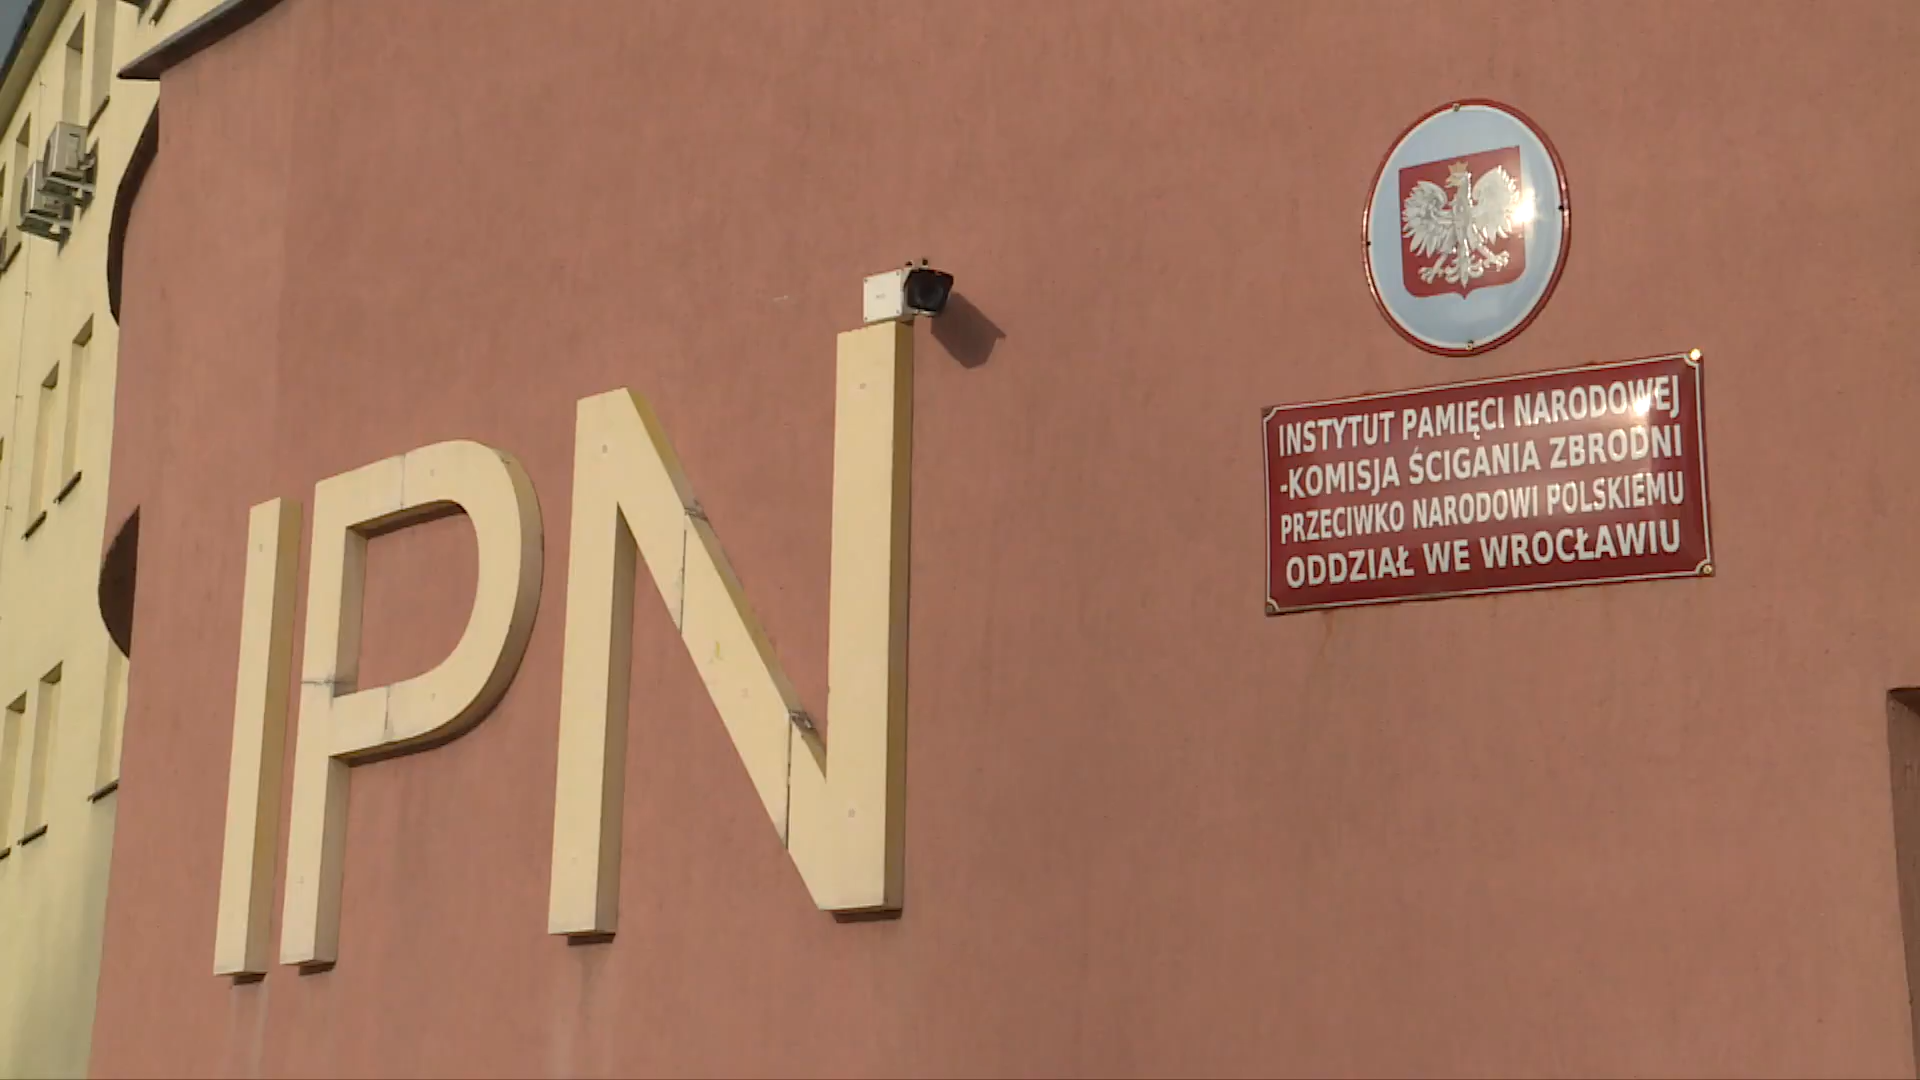 IPN
INSTYTUT PAMIĘCI NARODOWEJ
-KOMISJA ŚCIGANIA ZBRODNI
PRZECIWKO NARODOWI POLSKIEMU
ODDZIAŁ WE WROCŁAWIU